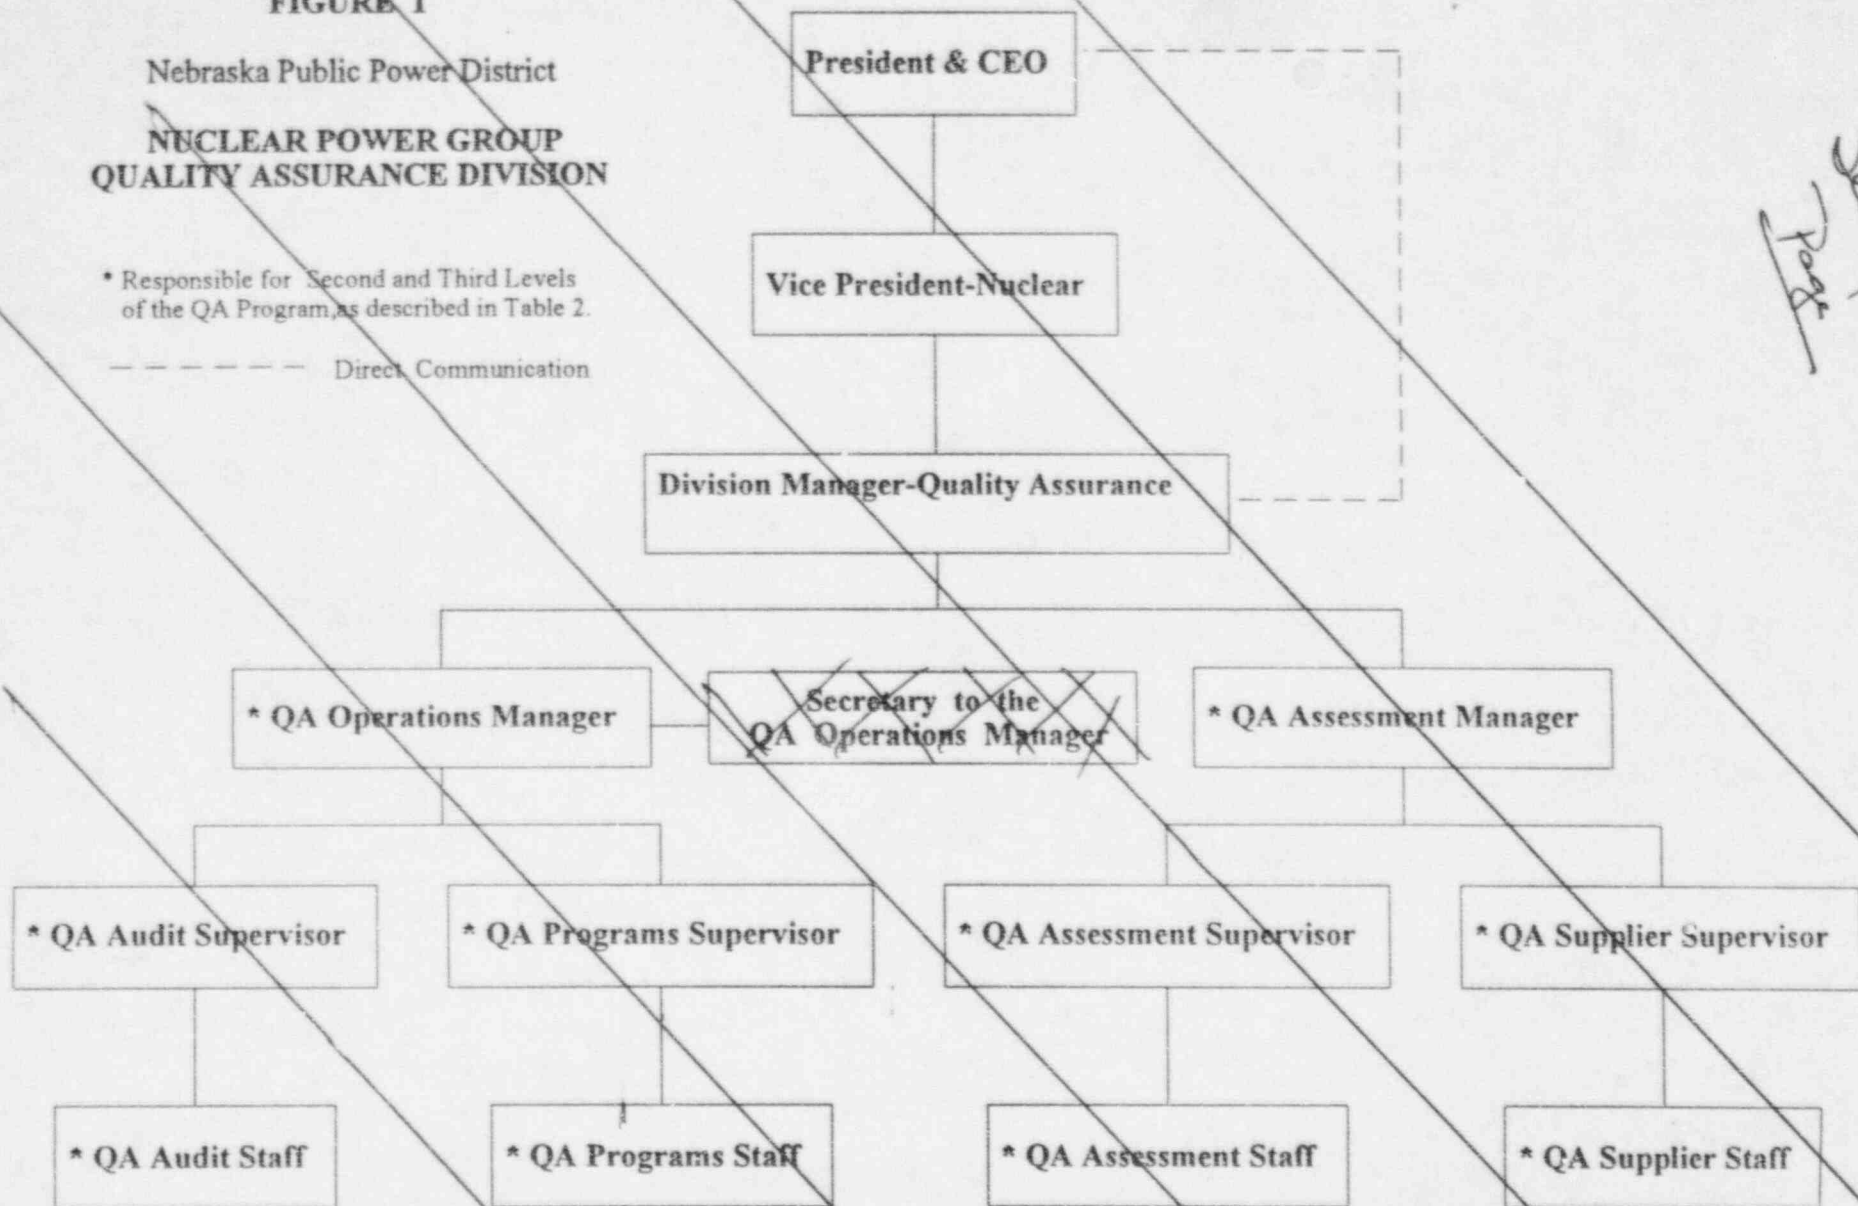 FIGURE 1
Nebraska Public Power District
NUCLEAR POWER GROUP
QUALITY ASSURANCE DIVISION
* Responsible for Second and Third Levels
of the QA Program, as described in Table 2.
Direct Communication
President & CEO
Vice President-Nuclear
Division Manager-Quality Assurance
* QA Operations Manager
Secretary to the
QA Operations Manager
* QA Assessment Manager
* QA Audit Supervisor
* QA Programs Supervisor
* QA Assessment Supervisor
* QA Supplier Supervisor
* QA Audit Staff
* QA Programs Staff
* QA Assessment Staff
* QA Supplier Staff
Page